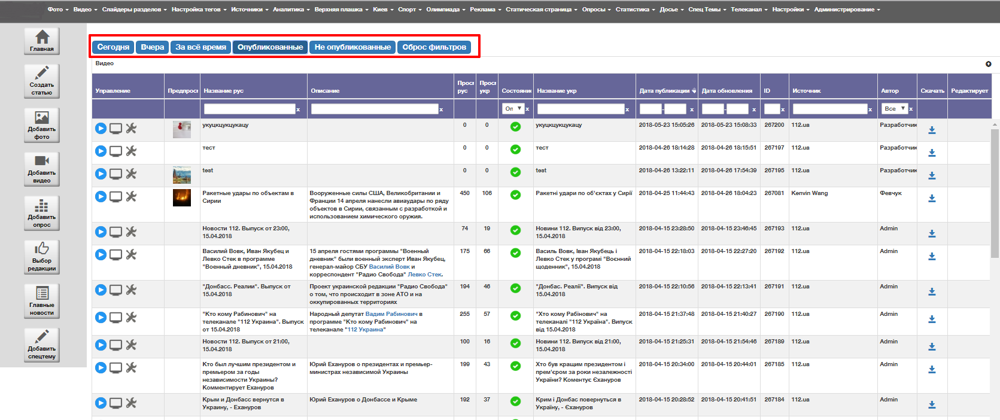 Фото Видео Слайдеры разделов Настройка тегов Источники Аналитика Верхняя плашка Киев Спорт Олимпиада Реклама Статическая страница Опросы Статистика Досье Спец Темы Телеканал Настройки Администрирование
Главная
Создать
статью
Добавить
фото
Добавить
видео
Добавить
опрос
Выбор
редакции
Главные
новости
Добавить
спецтему
Сегодня Вчера За всё время Опубликованные Не опубликованные Сброс фильтров
Видео
Управление Предпрос Название рус Описание Прос рус Прос укр Состояни Название укр Дата публикации Дата обновления ID Источник Автор Скачать Редактирует
x x Оп x x - x - x x x Все x
укуцкцукцукацу 0 0 укуцкцукцукацу 2018-05-23 15:05:26 2018-05-23 15:08:33 267200 112.ua Разработчик
тест 0 0 тест 2018-04-26 18:14:28 2018-04-26 18:15:51 267197 112.ua Разработчик
test 0 0 test 2018-04-26 13:22:11 2018-04-26 17:54:39 267195 112.ua Разработчик
Ракетные удары по объектам в Вооруженные силы США, Великобритании и 450 106 Ракетні удари по об'єктах у Сирії 2018-04-25 11:44:43 2018-04-26 18:04:23 267081 Kenvin Wang Февчук
Сирии Франции 14 апреля нанесли авиаудары по ряду
объектов в Сирии, связанным с разработкой и
использованием химического оружия.
Новости 112. Выпуск от 23:00, 74 19 Новини 112. Випуск від 23:00, 2018-04-15 23:28:50 2018-04-15 23:46:45 267193 112.ua Admin
15.04.2018 15.04.2018
Василий Вовк, Иван Якубец и 15 апреля гостями программы "Военный 175 66 Василь Вовк, Іван Якубець і 2018-04-15 22:18:03 2018-04-15 22:27:20 267192 112.ua Admin
Левко Стек в программе дневник" были военный эксперт Иван Якубец, Левко Стек у програмі "Воєнний
"Военный дневник", 15.04.2018 генерал-майор СБУ Василий Вовк и щоденник", 15.04.2018
корреспондент "Радио Свобода" Левко Стек.
"Донбасс. Реалии". Выпуск от Проект украинской редакции "Радио Свобода" 194 46 "Донбас. Реалії". Випуск від 2018-04-15 22:10:56 2018-04-15 22:13:41 267191 112.ua Admin
15.04.2018 о том, что происходит в зоне АТО и на 15.04.2018
оккупированных территориях
"Кто кому Рабинович" на Народный депутат Вадим Рабинович в 255 57 "Хто кому Рабінович" на 2018-04-15 21:37:48 2018-04-15 21:40:27 267190 112.ua Admin
телеканале "112 Украина". Выпуск программе "Кто кому Рабинович" на телеканалі "112 Україна". Випуск
от 15.04.2018 телеканале "112 Украина" від 15.04.2018
Новости 112. Выпуск от 21:00, 100 16 Новини 112. Випуск від 21:00, 2018-04-15 21:25:31 2018-04-15 21:54:46 267189 112.ua Admin
15.04.2018 15.04.2018
Кто был лучшим президентом и Юрий Ехануров о президентах и премьер- 199 43 Хто був кращим президентом і 2018-04-15 20:34:00 2018-04-15 20:44:01 267185 112.ua Admin
премьером за годы министрах независимой Украины прем'єром за роки незалежності
независимости Украины? України? Коментує Єхануров
Комментирует Ехануров
Крым и Донбасс вернутся в Юрий Ехануров о Донбассе и Крыме 192 37 Крим і Донбас повернуться в 2018-04-15 20:28:52 2018-04-15 20:41:51 267184 112.ua Admin
Украину, - Ехануров Україну, - Єхануров